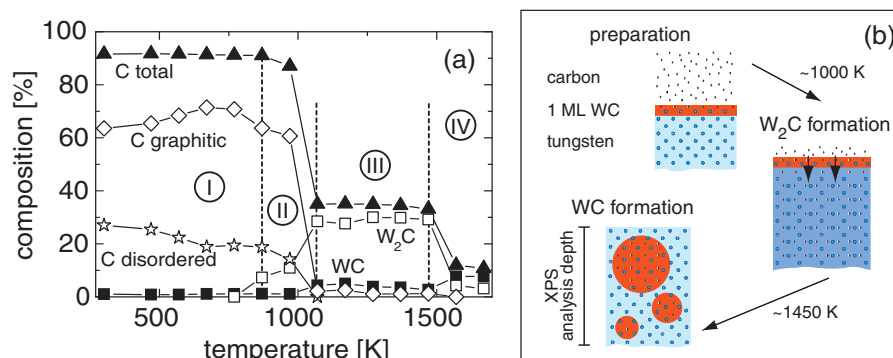 100
80
60
40
20
0
composition [%]
500
1000
1500
temperature [K]
(a)
C total
C graphitic
C disordered
WC
W2C
I
II
III
IV
(b)
preparation
carbon
1 ML WC
tungsten
~1000 K
W2C formation
WC formation
XPS
analysis depth
~1450 K